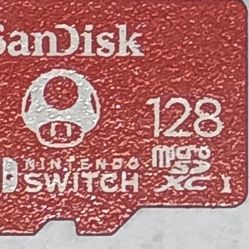 SanDisk
128
NINTENDO
SWITCH
micro
SD
XC I